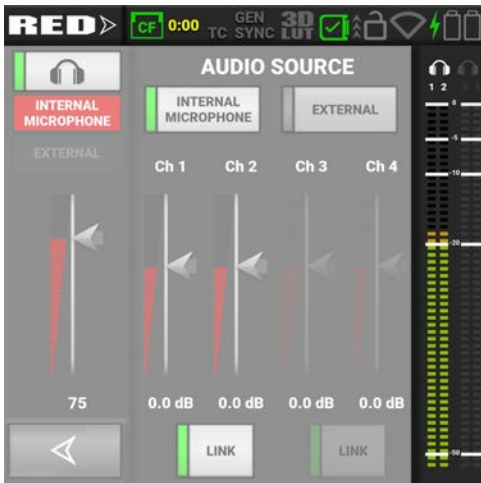 RED
CF 0:00 TC GEN SYNC 3D LUT
AUDIO SOURCE
INTERNAL MICROPHONE
EXTERNAL
INTERNAL MICROPHONE
EXTERNAL
Ch 1 Ch 2 Ch 3 Ch 4
75 0.0 dB 0.0 dB 0.0 dB 0.0 dB
LINK LINK
1 2
0
-5
-10
-20
-50